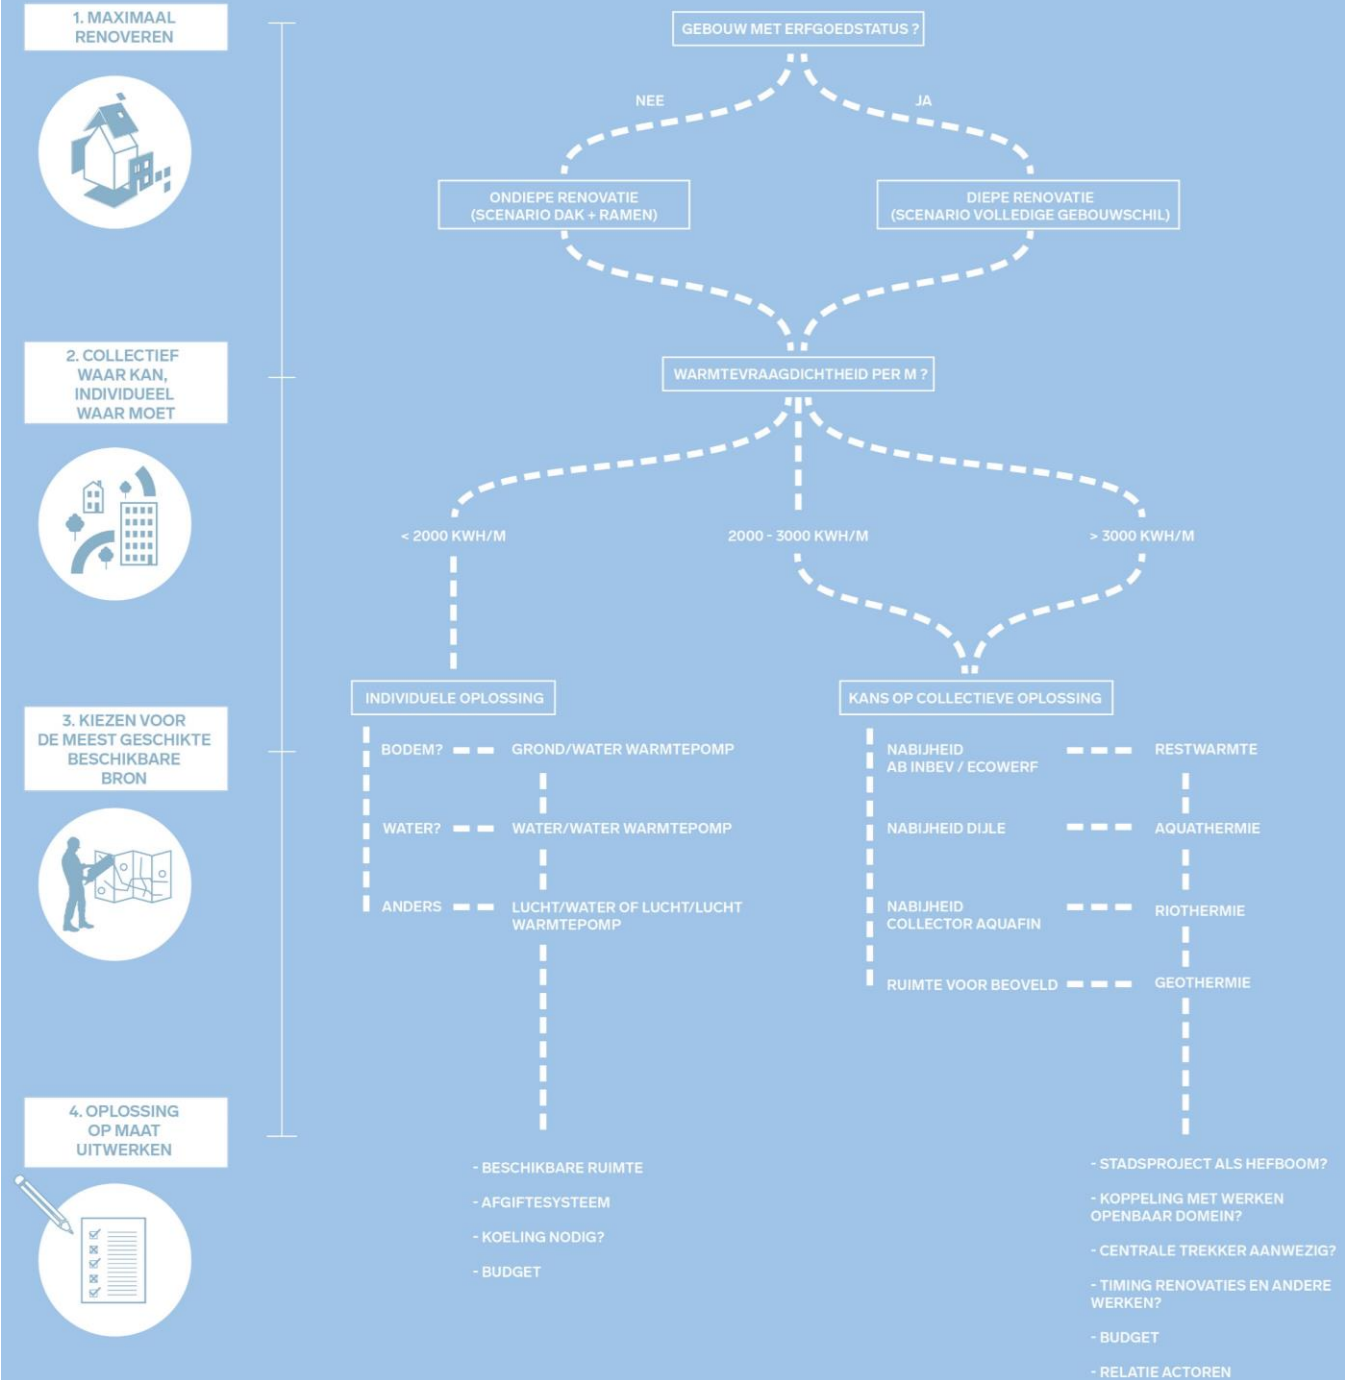 1. MAXIMAAL
RENOVEREN
GEBOUW MET ERFGOEDSTATUS ?
NEE
JA
ONDIEPE RENOVATIE
(SCENARIO DAK + RAMEN)
DIEPE RENOVATIE
(SCENARIO VOLLEDIGE GEBOUWSCHIL)
2. COLLECTIEF
WAAR KAN,
INDIVIDUEEL
WAAR MOET
WARMTEVRAAGDICHTHEID PER M ?
< 2000 KWH/M
2000 - 3000 KWH/M
> 3000 KWH/M
3. KIEZEN VOOR
DE MEEST GESCHIKTE
BESCHIKBARE
BRON
INDIVIDUELE OPLOSSING
BODEM?
GROND/WATER WARMTEPOMP
WATER?
WATER/WATER WARMTEPOMP
ANDERS
LUCHT/WATER OF LUCHT/LUCHT
WARMTEPOMP
KANS OP COLLECTIEVE OPLOSSING
NABIJHEID
AB INBEV / ECOWERF
RESTWARMTE
NABIJHEID DIJLE
AQUATHERMIE
NABIJHEID
COLLECTOR AQUAFIN
RIOTHERMIE
RUIMTE VOOR BEOVELD
GEOTHERMIE
4. OPLOSSING
OP MAAT
UITWERKEN
- BESCHIKBARE RUIMTE
- AFGIFTESYSTEEM
- KOELING NODIG?
- BUDGET
- STADSPROJECT ALS HEFBOOM?
- KOPPELING MET WERKEN
OPENBAAR DOMEIN?
- CENTRALE TREKKER AANWEZIG?
- TIMING RENOVATIES EN ANDERE
WERKEN?
- BUDGET
- RELATIE ACTOREN